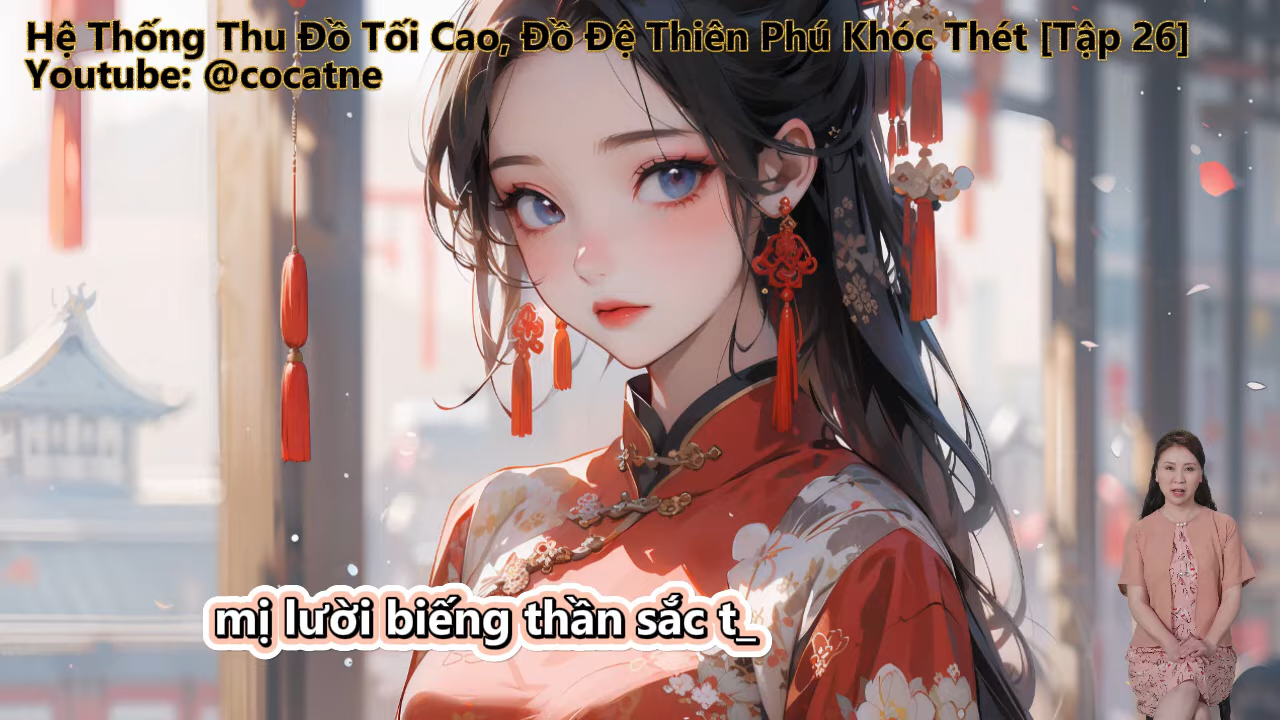 Hệ Thống Thu Đồ Tối Cao, Đồ Đệ Thiên Phú Khóc Thét [Tập 26]
Youtube: @cocatne
mị lười biếng thần sắc t_